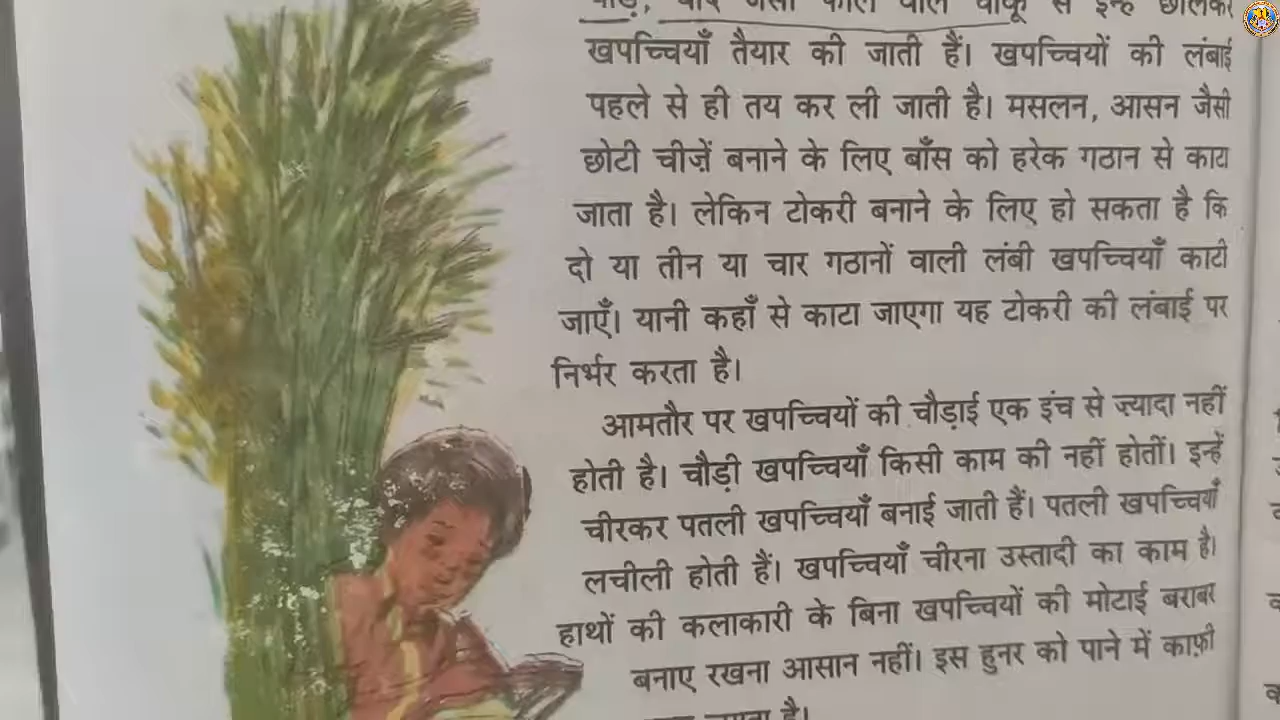 खपच्चियाँ तैयार की जाती हैं। खपच्चियों की लंबाई
पहले से ही तय कर ली जाती है। मसलन, आसन जैसी
छोटी चीज़ें बनाने के लिए बाँस को हरेक गठान से काटा
जाता है। लेकिन टोकरी बनाने के लिए हो सकता है कि
दो या तीन या चार गठानों वाली लंबी खपच्चियाँ काटी
जाएँ। यानी कहाँ से काटा जाएगा यह टोकरी की लंबाई पर
निर्भर करता है।
आमतौर पर खपच्चियों की चौड़ाई एक इंच से ज़्यादा नहीं
होती है। चौड़ी खपच्चियाँ किसी काम की नहीं होतीं। इन्हें
चीरकर पतली खपच्चियाँ बनाई जाती हैं। पतली खपच्चियाँ
लचीली होती हैं। खपच्चियाँ चीरना उस्तादी का काम है।
हाथों की कलाकारी के बिना खपच्चियों की मोटाई बराबर
बनाए रखना आसान नहीं। इस हुनर को पाने में काफ़ी
है।